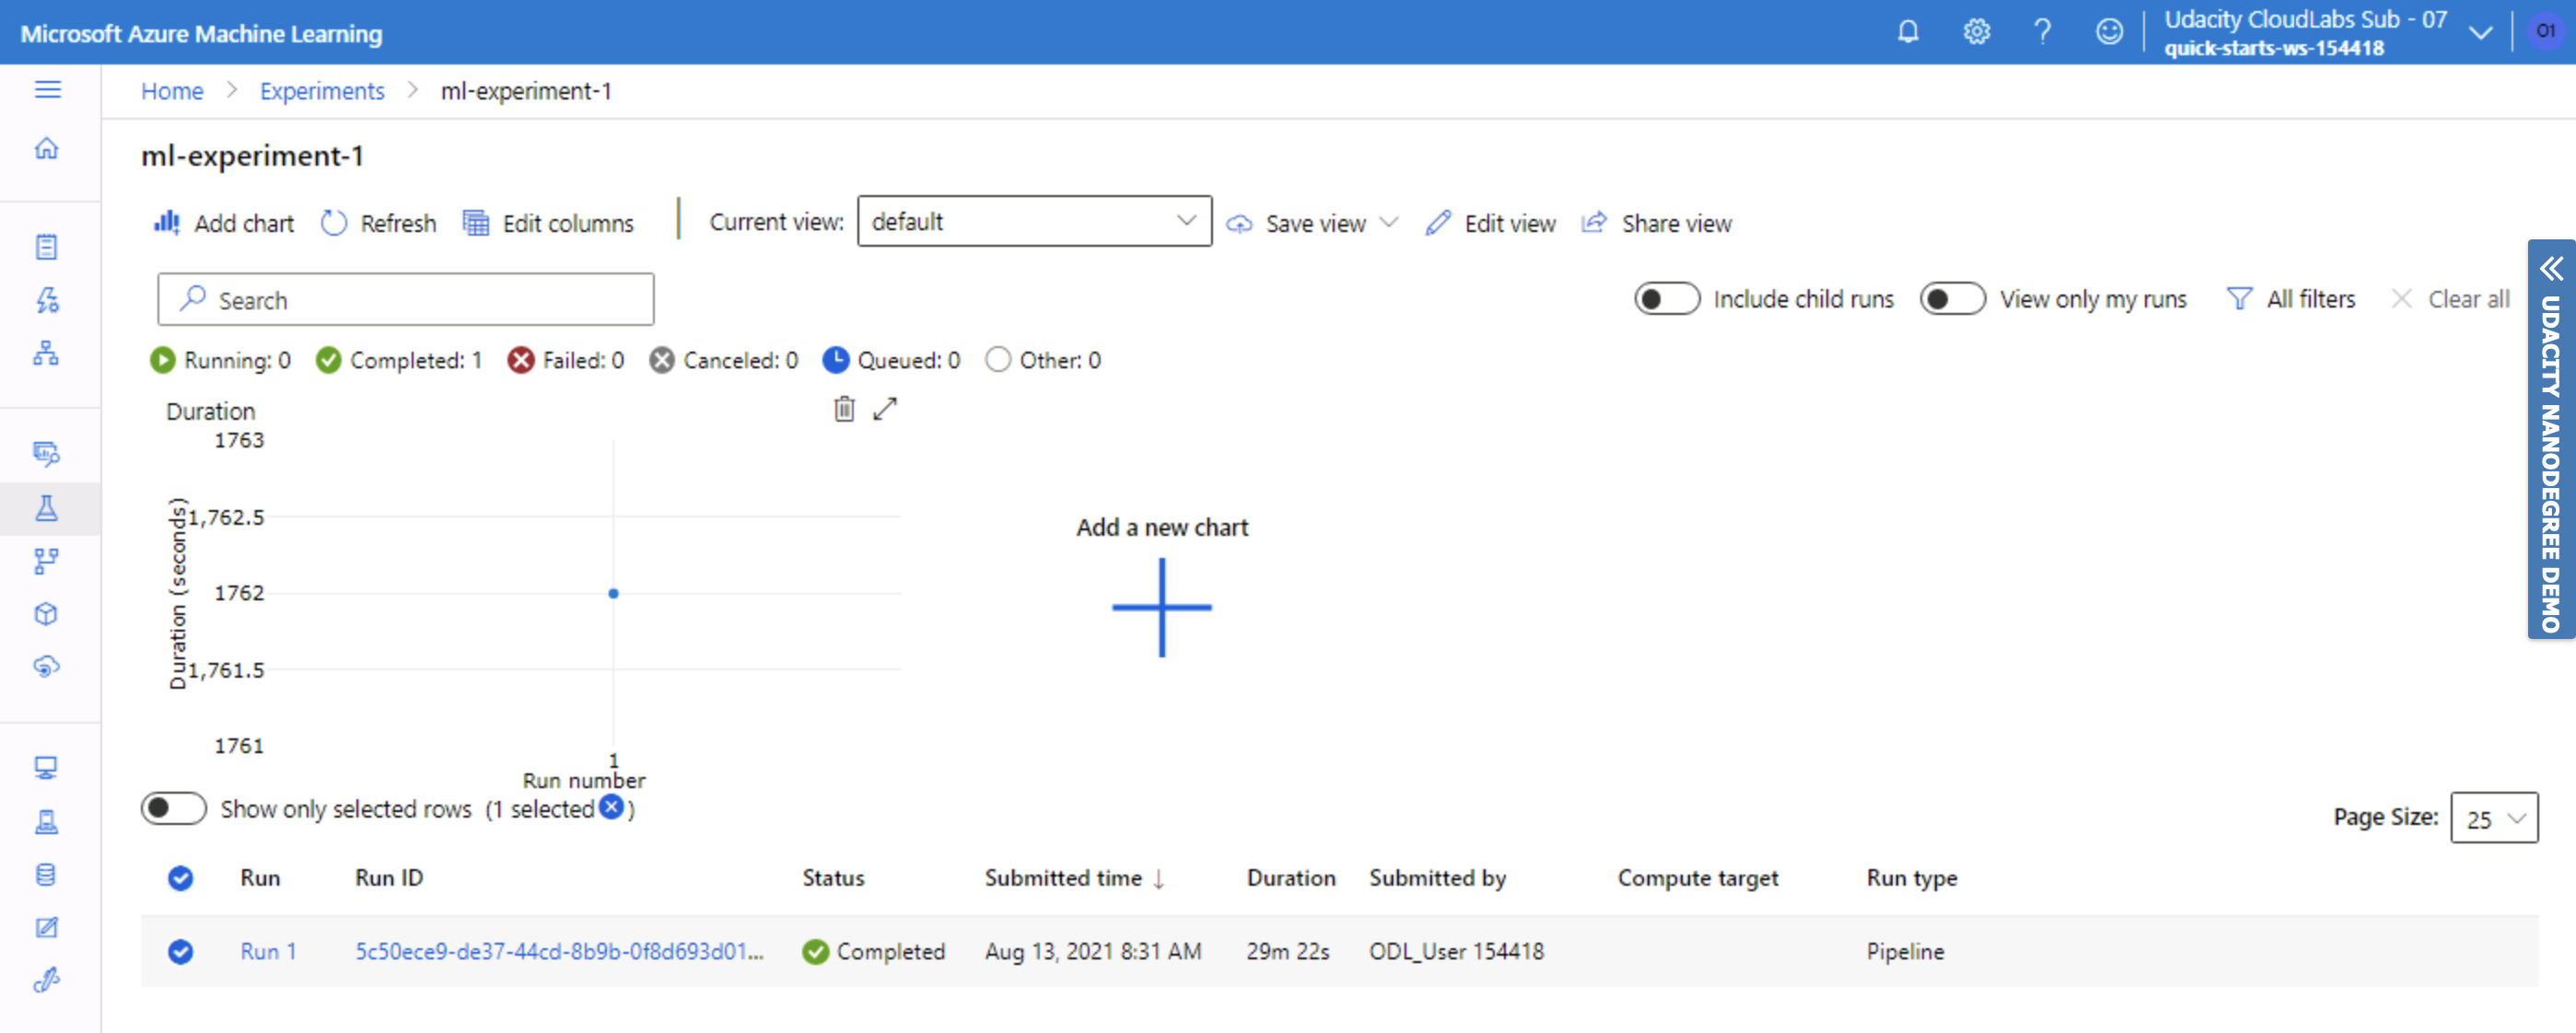 Microsoft Azure Machine Learning
Udacity CloudLabs Sub - 07
quick-starts-ws-154418
O1
Home > Experiments > ml-experiment-1
ml-experiment-1
Add chart Refresh Edit columns Current view: default Save view Edit view Share view
Search
Include child runs View only my runs All filters Clear all
Running: 0 Completed: 1 Failed: 0 Canceled: 0 Queued: 0 Other: 0
Duration
1763
1,762.5
1762
1,761.5
1761
Duration (seconds)
1
Run number
Add a new chart
UDACITY NANODEGREE DEMO
Show only selected rows (1 selected )
Page Size: 25
Run Run ID Status Submitted time ↓ Duration Submitted by Compute target Run type
Run 1 5c50ece9-de37-44cd-8b9b-0f8d693d01... Completed Aug 13, 2021 8:31 AM 29m 22s ODL_User 154418 Pipeline